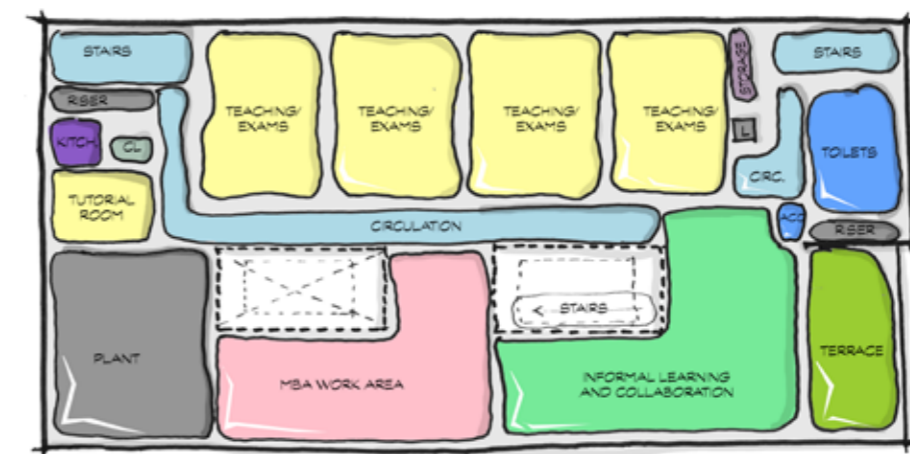 STAIRS
TEACHING/
EXAMS
TEACHING/
EXAMS
TEACHING/
EXAMS
TEACHING/
EXAMS
STORAGE
STAIRS
RISER
KITCH.
CL
L
CIRC.
TOILETS
TUTORIAL
ROOM
CIRCULATION
ACC
RISER
PLANT
MBA WORK AREA
STAIRS
INFORMAL LEARNING
AND COLLABORATION
TERRACE